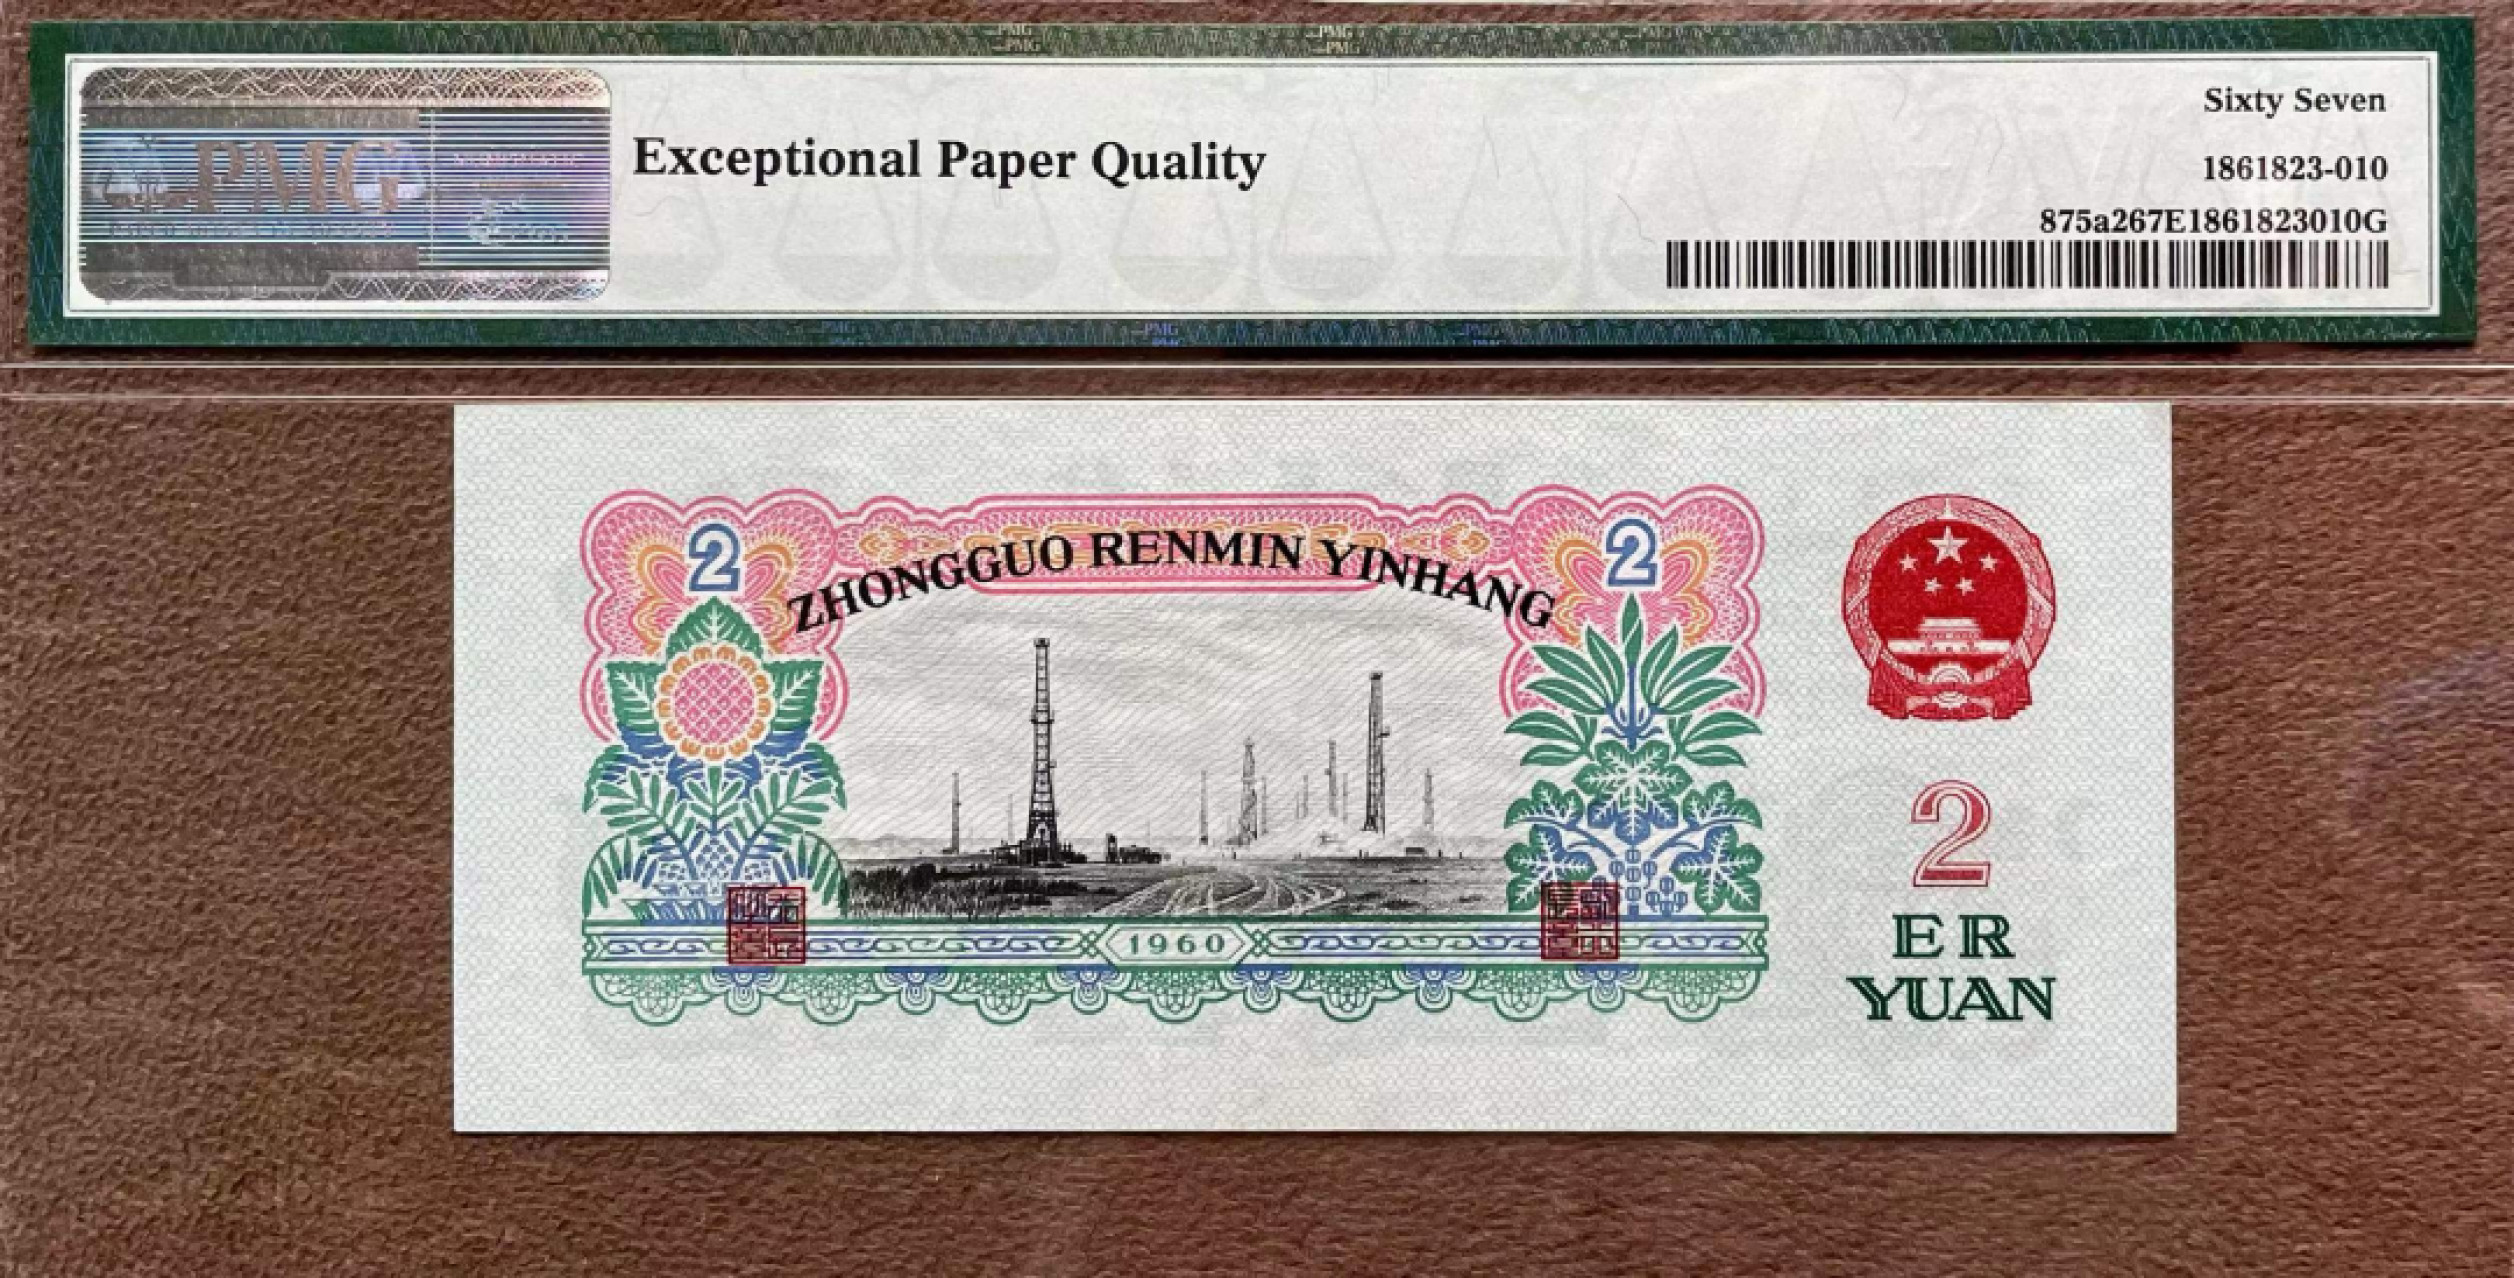 PMG
Exceptional Paper Quality
Sixty Seven
1861823-010
875a267E1861823010G
ZHONGGUO RENMIN YINHANG
2
2
1960
2
ER
YUAN